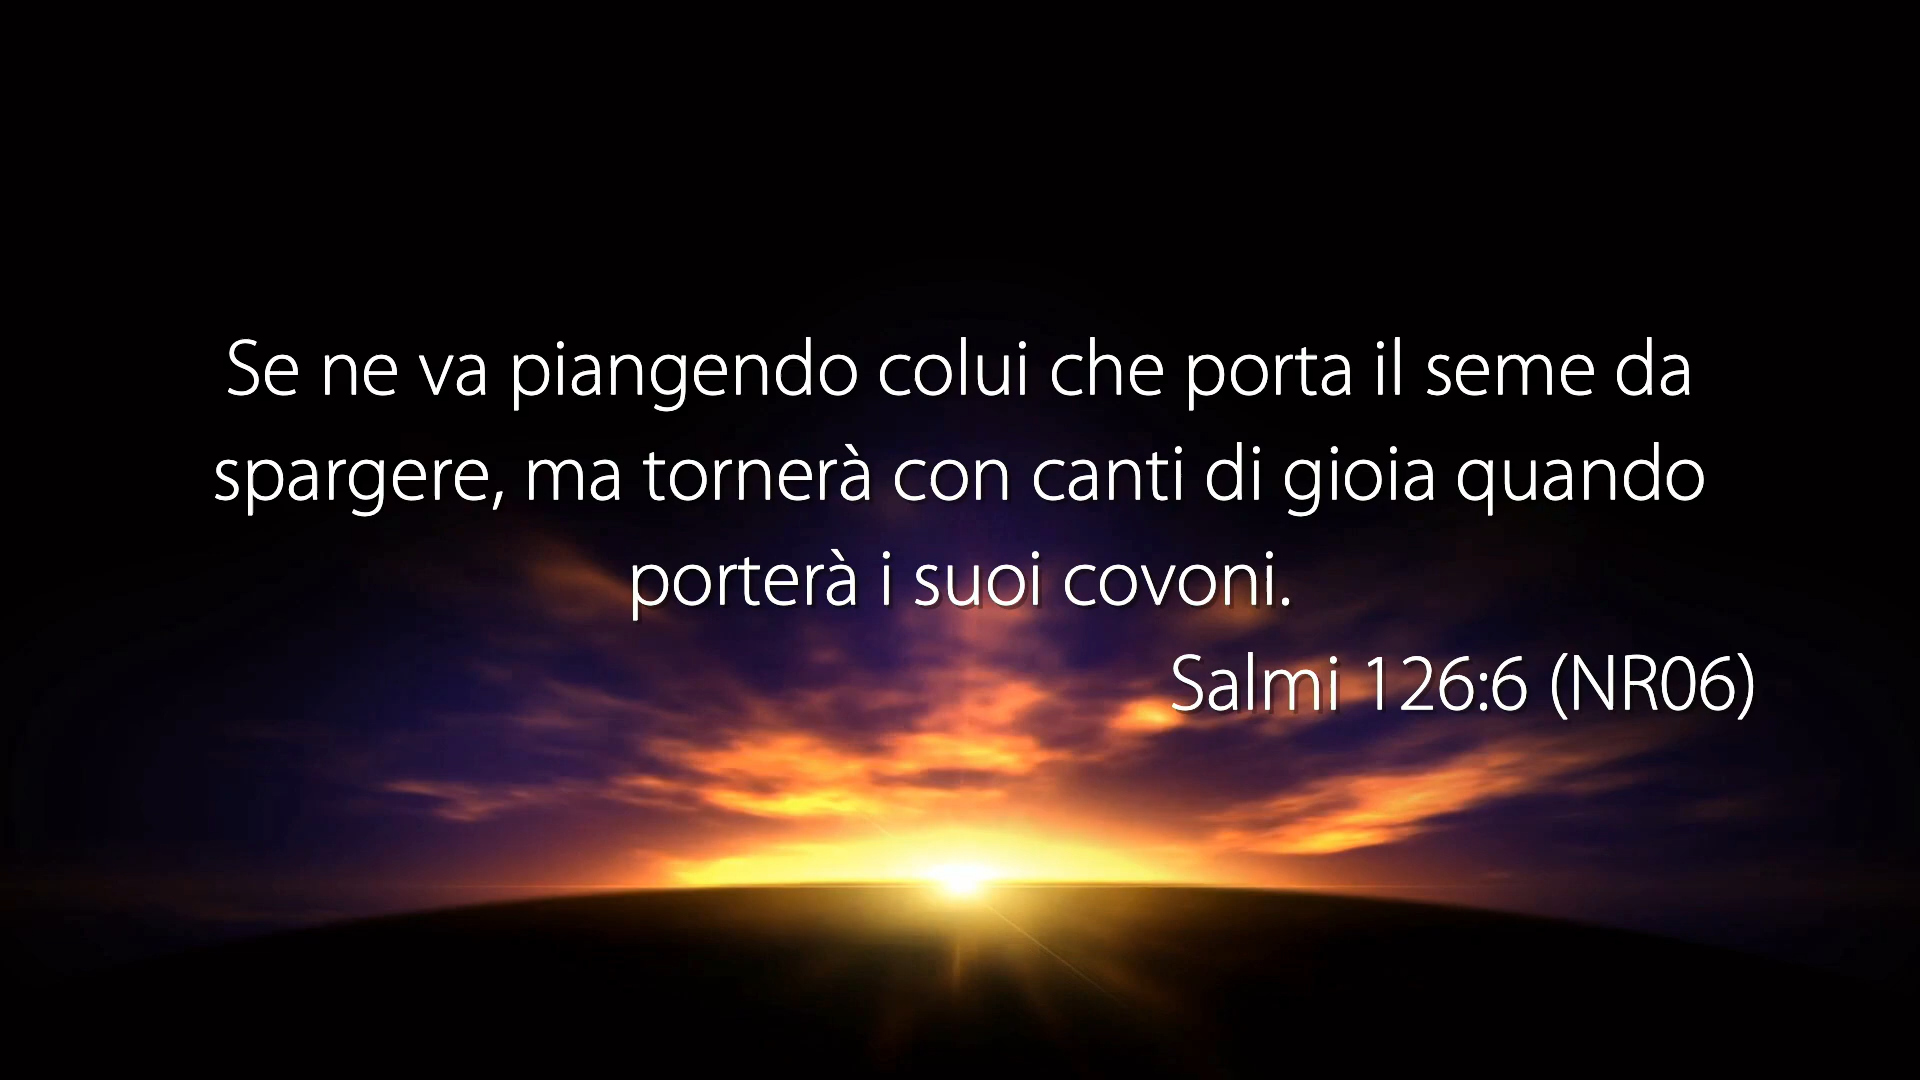 Se ne va piangendo colui che porta il seme da
spargere, ma tornerà con canti di gioia quando
porterà i suoi covoni.
Salmi 126:6 (NR06)